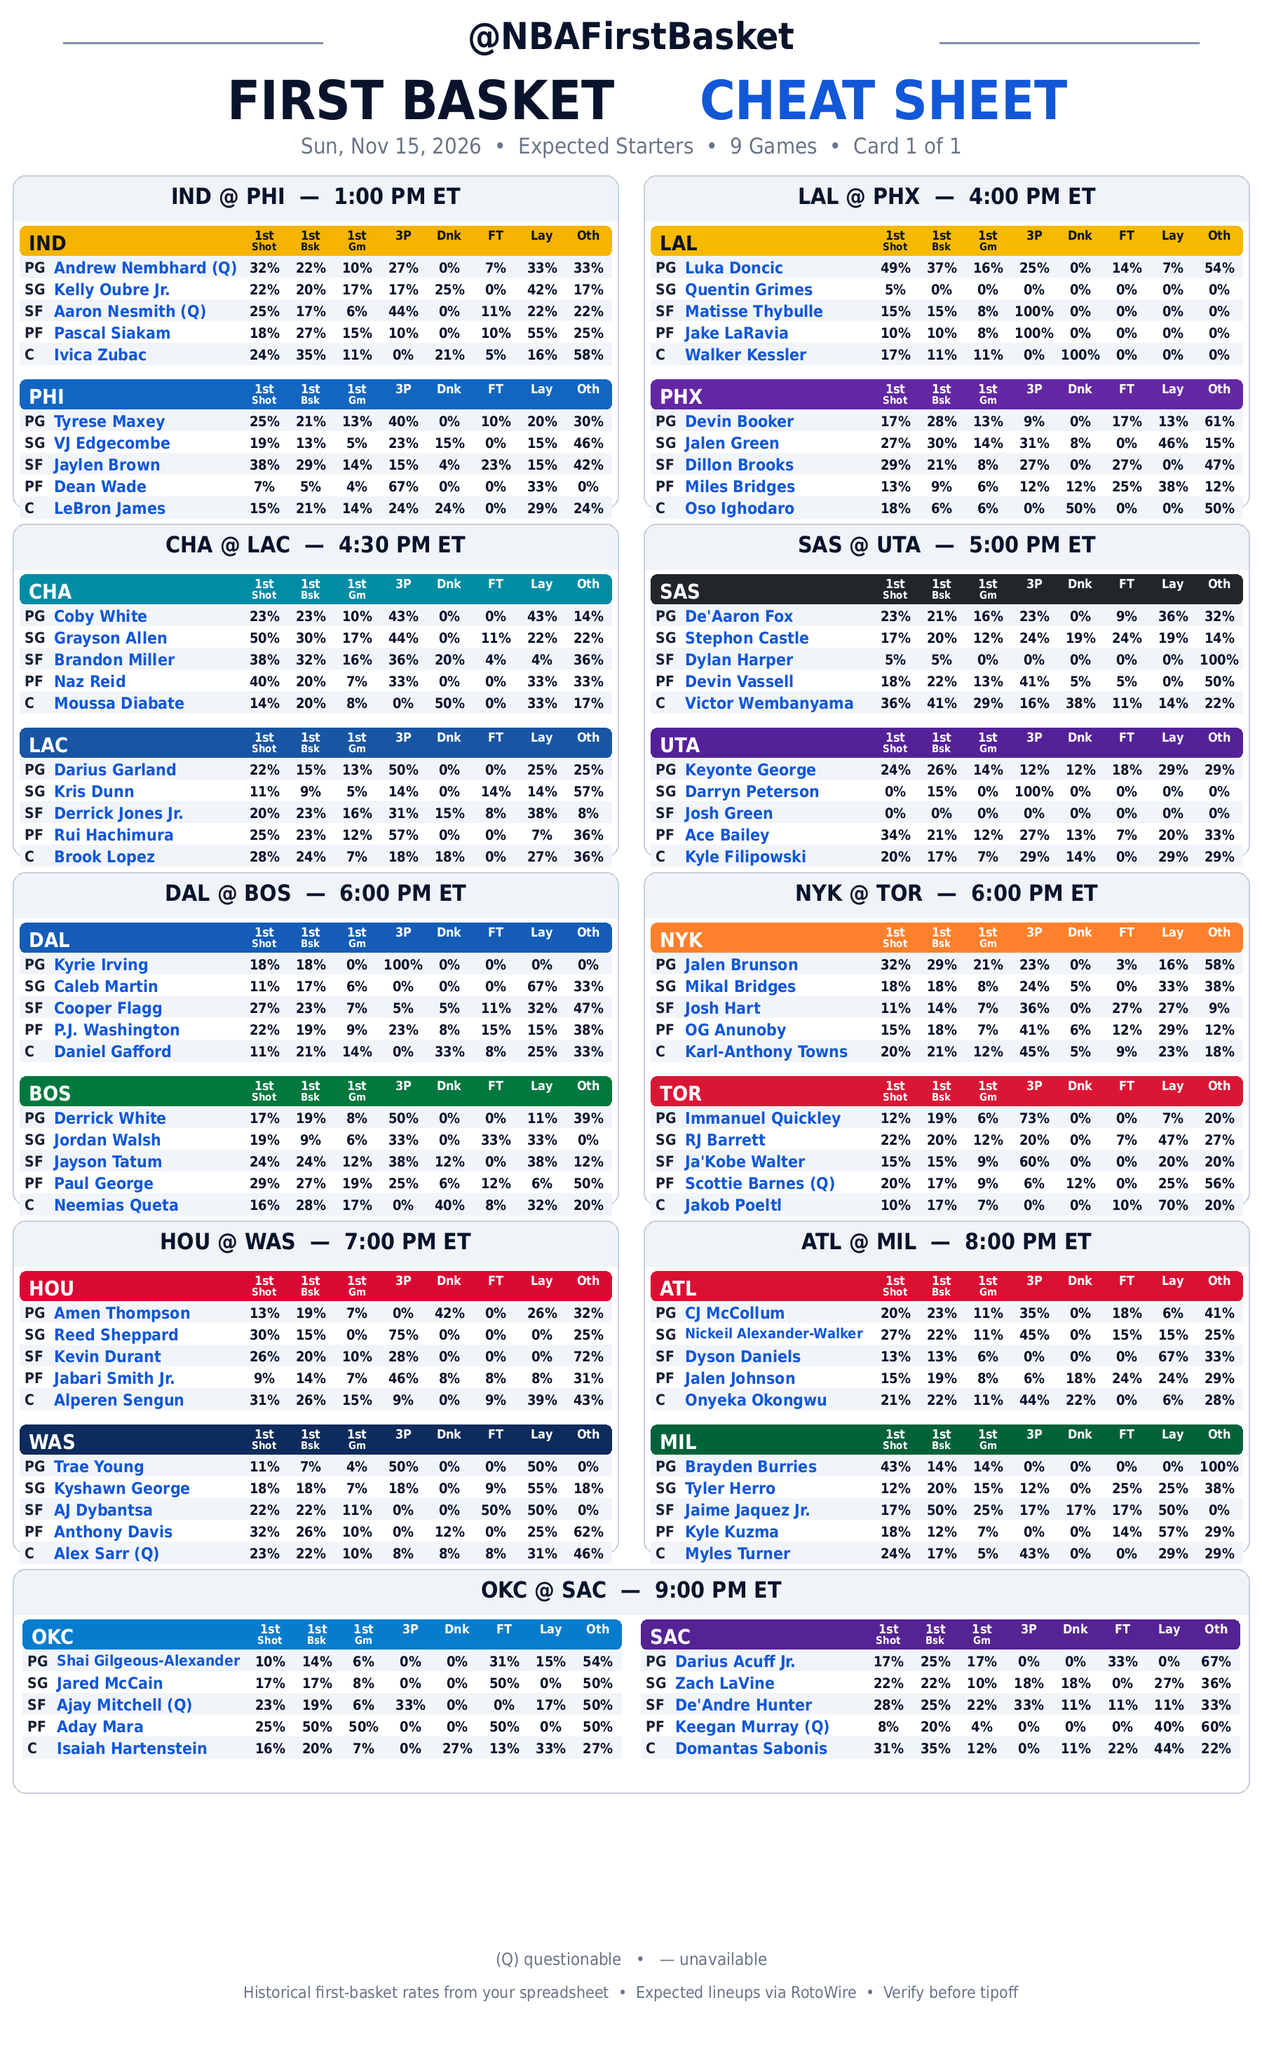 @NBAFirstBasket
FIRST BASKET CHEAT SHEET
Sun, Nov 15, 2026 • Expected Starters • 9 Games • Card 1 of 1
IND @ PHI — 1:00 PM ET
IND 1st Shot 1st Bsk 1st Gm 3P Dnk FT Lay Oth
PG Andrew Nembhard (Q) 32% 22% 10% 27% 0% 7% 33% 33%
SG Kelly Oubre Jr. 22% 20% 17% 17% 25% 0% 42% 17%
SF Aaron Nesmith (Q) 25% 17% 6% 44% 0% 11% 22% 22%
PF Pascal Siakam 18% 27% 15% 10% 0% 10% 55% 25%
C Ivica Zubac 24% 35% 11% 0% 21% 5% 16% 58%
PHI 1st Shot 1st Bsk 1st Gm 3P Dnk FT Lay Oth
PG Tyrese Maxey 25% 21% 13% 40% 0% 10% 20% 30%
SG VJ Edgecombe 19% 13% 5% 23% 15% 0% 15% 46%
SF Jaylen Brown 38% 29% 14% 15% 4% 23% 15% 42%
PF Dean Wade 7% 5% 4% 67% 0% 0% 33% 0%
C LeBron James 15% 21% 14% 24% 24% 0% 29% 24%
LAL @ PHX — 4:00 PM ET
LAL 1st Shot 1st Bsk 1st Gm 3P Dnk FT Lay Oth
PG Luka Doncic 49% 37% 16% 25% 0% 14% 7% 54%
SG Quentin Grimes 5% 0% 0% 0% 0% 0% 0% 0%
SF Matisse Thybulle 15% 15% 8% 100% 0% 0% 0% 0%
PF Jake LaRavia 10% 10% 8% 100% 0% 0% 0% 0%
C Walker Kessler 17% 11% 11% 0% 100% 0% 0% 0%
PHX 1st Shot 1st Bsk 1st Gm 3P Dnk FT Lay Oth
PG Devin Booker 17% 28% 13% 9% 0% 17% 13% 61%
SG Jalen Green 27% 30% 14% 31% 8% 0% 46% 15%
SF Dillon Brooks 29% 21% 8% 27% 0% 27% 0% 47%
PF Miles Bridges 13% 9% 6% 12% 12% 25% 38% 12%
C Oso Ighodaro 18% 6% 6% 0% 50% 0% 0% 50%
CHA @ LAC — 4:30 PM ET
CHA 1st Shot 1st Bsk 1st Gm 3P Dnk FT Lay Oth
PG Coby White 23% 23% 10% 43% 0% 0% 43% 14%
SG Grayson Allen 50% 30% 17% 44% 0% 11% 22% 22%
SF Brandon Miller 38% 32% 16% 36% 20% 4% 4% 36%
PF Naz Reid 40% 20% 7% 33% 0% 0% 33% 33%
C Moussa Diabate 14% 20% 8% 0% 50% 0% 33% 17%
LAC 1st Shot 1st Bsk 1st Gm 3P Dnk FT Lay Oth
PG Darius Garland 22% 15% 13% 50% 0% 0% 25% 25%
SG Kris Dunn 11% 9% 5% 14% 0% 14% 14% 57%
SF Derrick Jones Jr. 20% 23% 16% 31% 15% 8% 38% 8%
PF Rui Hachimura 25% 23% 12% 57% 0% 0% 7% 36%
C Brook Lopez 28% 24% 7% 18% 18% 0% 27% 36%
SAS @ UTA — 5:00 PM ET
SAS 1st Shot 1st Bsk 1st Gm 3P Dnk FT Lay Oth
PG De'Aaron Fox 23% 21% 16% 23% 0% 9% 36% 32%
SG Stephon Castle 17% 20% 12% 24% 19% 24% 19% 14%
SF Dylan Harper 5% 5% 0% 0% 0% 0% 0% 100%
PF Devin Vassell 18% 22% 13% 41% 5% 5% 0% 50%
C Victor Wembanyama 36% 41% 29% 16% 38% 11% 14% 22%
UTA 1st Shot 1st Bsk 1st Gm 3P Dnk FT Lay Oth
PG Keyonte George 24% 26% 14% 12% 12% 18% 29% 29%
SG Darryn Peterson 0% 15% 0% 100% 0% 0% 0% 0%
SF Josh Green 0% 0% 0% 0% 0% 0% 0% 0%
PF Ace Bailey 34% 21% 12% 27% 13% 7% 20% 33%
C Kyle Filipowski 20% 17% 7% 29% 14% 0% 29% 29%
DAL @ BOS — 6:00 PM ET
DAL 1st Shot 1st Bsk 1st Gm 3P Dnk FT Lay Oth
PG Kyrie Irving 18% 18% 0% 100% 0% 0% 0% 0%
SG Caleb Martin 11% 17% 6% 0% 0% 0% 67% 33%
SF Cooper Flagg 27% 23% 7% 5% 5% 11% 32% 47%
PF P.J. Washington 22% 19% 9% 23% 8% 15% 15% 38%
C Daniel Gafford 11% 21% 14% 0% 33% 8% 25% 33%
BOS 1st Shot 1st Bsk 1st Gm 3P Dnk FT Lay Oth
PG Derrick White 17% 19% 8% 50% 0% 0% 11% 39%
SG Jordan Walsh 19% 9% 6% 33% 0% 33% 33% 0%
SF Jayson Tatum 24% 24% 12% 38% 12% 0% 38% 12%
PF Paul George 29% 27% 19% 25% 6% 12% 6% 50%
C Neemias Queta 16% 28% 17% 0% 40% 8% 32% 20%
NYK @ TOR — 6:00 PM ET
NYK 1st Shot 1st Bsk 1st Gm 3P Dnk FT Lay Oth
PG Jalen Brunson 32% 29% 21% 23% 0% 3% 16% 58%
SG Mikal Bridges 18% 18% 8% 24% 5% 0% 33% 38%
SF Josh Hart 11% 14% 7% 36% 0% 27% 27% 9%
PF OG Anunoby 15% 18% 7% 41% 6% 12% 29% 12%
C Karl-Anthony Towns 20% 21% 12% 45% 5% 9% 23% 18%
TOR 1st Shot 1st Bsk 1st Gm 3P Dnk FT Lay Oth
PG Immanuel Quickley 12% 19% 6% 73% 0% 0% 7% 20%
SG RJ Barrett 22% 20% 12% 20% 0% 7% 47% 27%
SF Ja'Kobe Walter 15% 15% 9% 60% 0% 0% 20% 20%
PF Scottie Barnes (Q) 20% 17% 9% 6% 12% 0% 25% 56%
C Jakob Poeltl 10% 17% 7% 0% 0% 10% 70% 20%
HOU @ WAS — 7:00 PM ET
HOU 1st Shot 1st Bsk 1st Gm 3P Dnk FT Lay Oth
PG Amen Thompson 13% 19% 7% 0% 42% 0% 26% 32%
SG Reed Sheppard 30% 15% 0% 75% 0% 0% 0% 25%
SF Kevin Durant 26% 20% 10% 28% 0% 0% 0% 72%
PF Jabari Smith Jr. 9% 14% 7% 46% 8% 8% 8% 31%
C Alperen Sengun 31% 26% 15% 9% 0% 9% 39% 43%
WAS 1st Shot 1st Bsk 1st Gm 3P Dnk FT Lay Oth
PG Trae Young 11% 7% 4% 50% 0% 0% 50% 0%
SG Kyshawn George 18% 18% 7% 18% 0% 9% 55% 18%
SF AJ Dybantsa 22% 22% 11% 0% 0% 50% 50% 0%
PF Anthony Davis 32% 26% 10% 0% 12% 0% 25% 62%
C Alex Sarr (Q) 23% 22% 10% 8% 8% 8% 31% 46%
ATL @ MIL — 8:00 PM ET
ATL 1st Shot 1st Bsk 1st Gm 3P Dnk FT Lay Oth
PG CJ McCollum 20% 23% 11% 35% 0% 18% 6% 41%
SG Nickeil Alexander-Walker 27% 22% 11% 45% 0% 15% 15% 25%
SF Dyson Daniels 13% 13% 6% 0% 0% 0% 67% 33%
PF Jalen Johnson 15% 19% 8% 6% 18% 24% 24% 29%
C Onyeka Okongwu 21% 22% 11% 44% 22% 0% 6% 28%
MIL 1st Shot 1st Bsk 1st Gm 3P Dnk FT Lay Oth
PG Brayden Burries 43% 14% 14% 0% 0% 0% 0% 100%
SG Tyler Herro 12% 20% 15% 12% 0% 25% 25% 38%
SF Jaime Jaquez Jr. 17% 50% 25% 17% 17% 17% 50% 0%
PF Kyle Kuzma 18% 12% 7% 0% 0% 14% 57% 29%
C Myles Turner 24% 17% 5% 43% 0% 0% 29% 29%
OKC @ SAC — 9:00 PM ET
OKC 1st Shot 1st Bsk 1st Gm 3P Dnk FT Lay Oth
PG Shai Gilgeous-Alexander 10% 14% 6% 0% 0% 31% 15% 54%
SG Jared McCain 17% 17% 8% 0% 0% 50% 0% 50%
SF Ajay Mitchell (Q) 23% 19% 6% 33% 0% 0% 17% 50%
PF Aday Mara 25% 50% 50% 0% 0% 50% 0% 50%
C Isaiah Hartenstein 16% 20% 7% 0% 27% 13% 33% 27%
SAC 1st Shot 1st Bsk 1st Gm 3P Dnk FT Lay Oth
PG Darius Acuff Jr. 17% 25% 17% 0% 0% 33% 0% 67%
SG Zach LaVine 22% 22% 10% 18% 18% 0% 27% 36%
SF De'Andre Hunter 28% 25% 22% 33% 11% 11% 11% 33%
PF Keegan Murray (Q) 8% 20% 4% 0% 0% 0% 40% 60%
C Domantas Sabonis 31% 35% 12% 0% 11% 22% 44% 22%
(Q) questionable • — unavailable
Historical first-basket rates from your spreadsheet • Expected lineups via RotoWire • Verify before tipoff